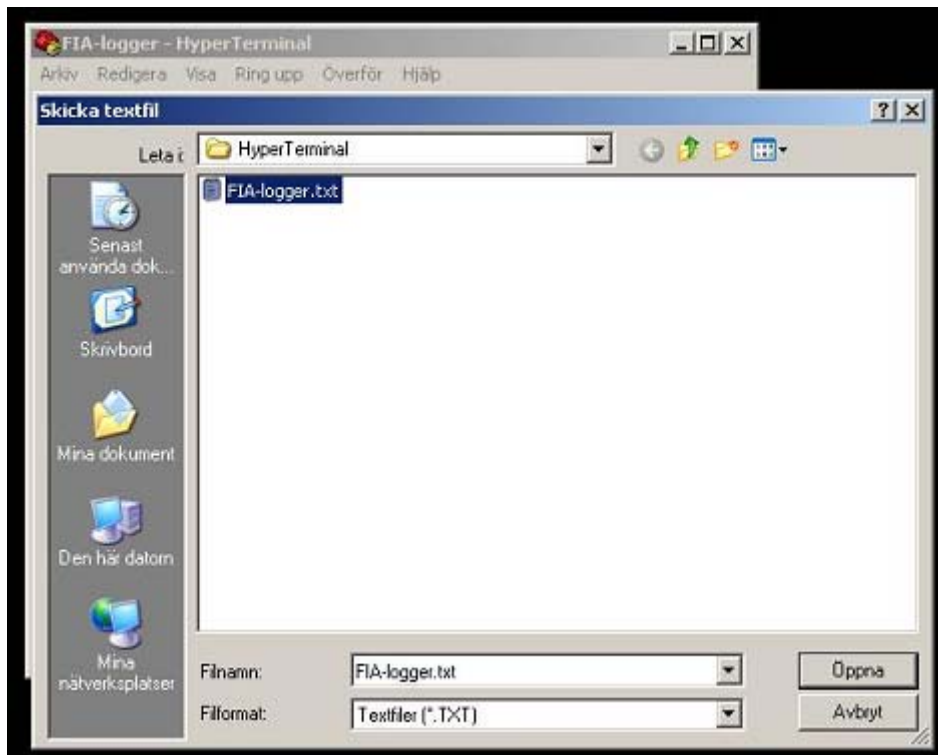 FIA-logger - HyperTerminal
Arkiv Redigera Visa Ring upp Överför Hjälp
Skicka textfil
Leta i:
HyperTerminal
FIA-logger.txt
Senast
använda dok...
Skrivbord
Mina dokument
Den här datorn
Mina
nätverksplatser
Filnamn:
FIA-logger.txt
Öppna
Filformat:
Textfiler (*.TXT)
Avbryt